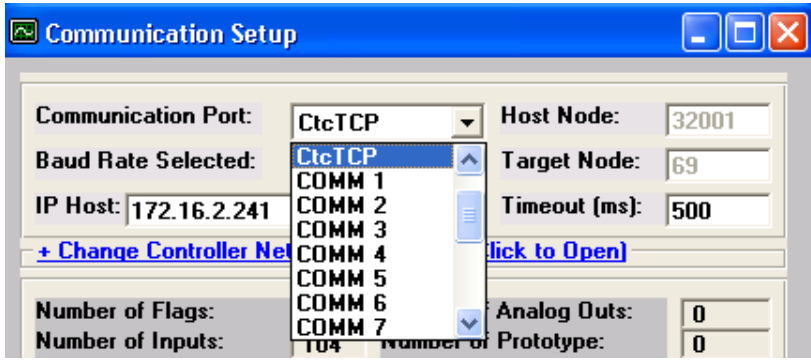 Communication Setup
Communication Port: CtcTCP Host Node: 32001
Baud Rate Selected: CtcTCP Target Node: 69
COMM 1
IP Host: 172.16.2.241 COMM 2 Timeout (ms): 500
COMM 3
+ Change Controller Net COMM 4 lick to Open)
COMM 5
Number of Flags: COMM 6 Analog Outs: 0
Number of Inputs: 104 COMM 7 Number of Prototype: 0